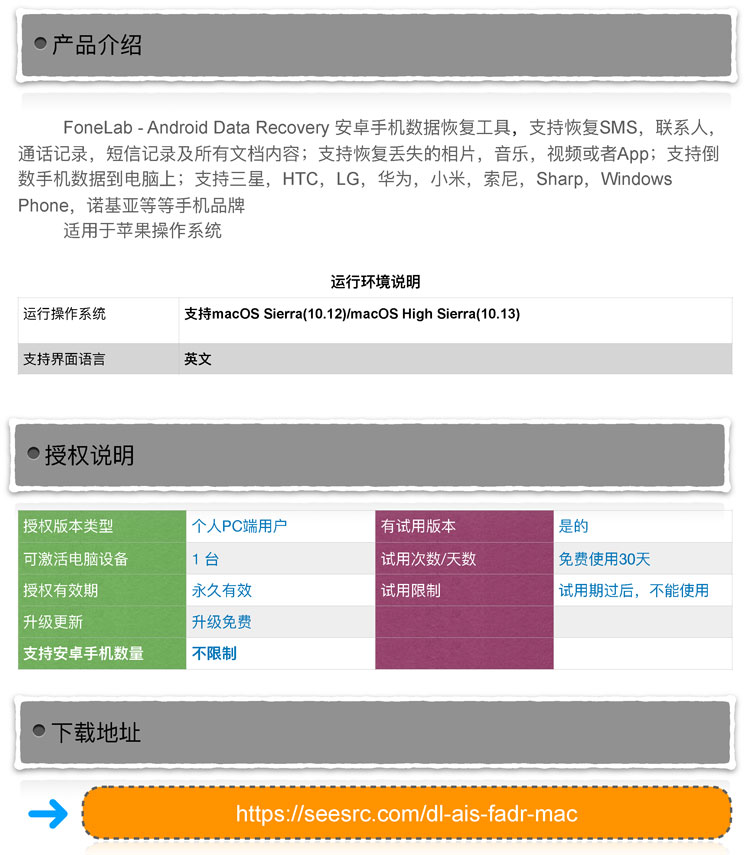 产品介绍
FoneLab - Android Data Recovery 安卓手机数据恢复工具，支持恢复SMS，联系人，
通话记录，短信记录及所有文档内容；支持恢复丢失的相片，音乐，视频或者App；支持倒
数手机数据到电脑上；支持三星，HTC，LG，华为，小米，索尼，Sharp，Windows
Phone，诺基亚等等手机品牌
适用于苹果操作系统
运行环境说明
运行操作系统 支持macOS Sierra(10.12)/macOS High Sierra(10.13)
支持界面语言 英文
授权说明
授权版本类型 个人PC端用户 有试用版本 是的
可激活电脑设备 1 台 试用次数/天数 免费使用30天
授权有效期 永久有效 试用限制 试用期过后，不能使用
升级更新 升级免费
支持安卓手机数量 不限制
下载地址
https://seesrc.com/dl-ais-fadr-mac